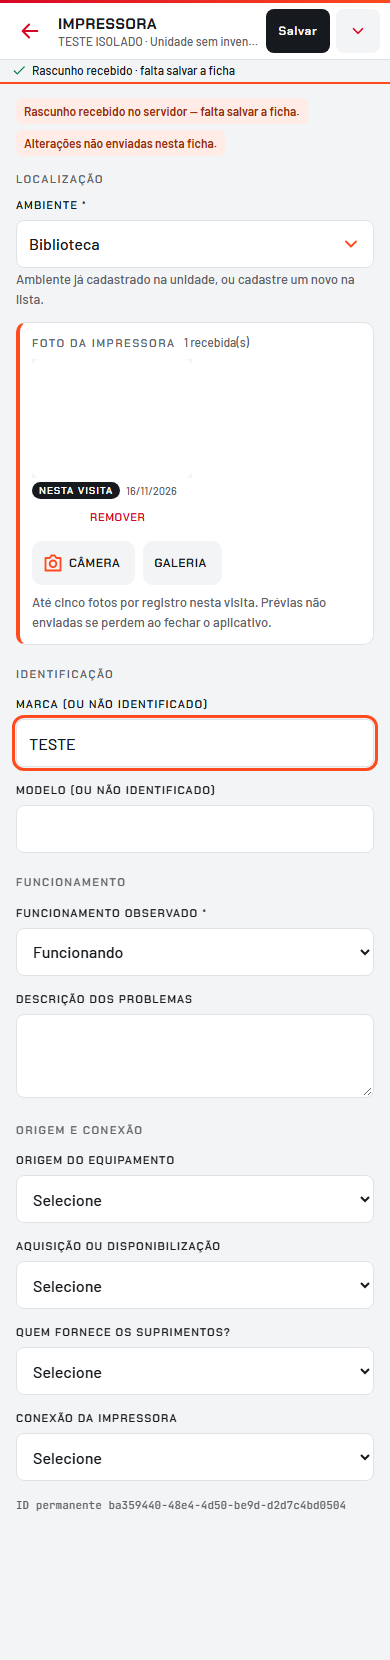 IMPRESSORA
TESTE ISOLADO · Unidade sem inven...
Salvar
Rascunho recebido · falta salvar a ficha
Rascunho recebido no servidor — falta salvar a ficha.
Alterações não enviadas nesta ficha.
LOCALIZAÇÃO
AMBIENTE *
Biblioteca
Ambiente já cadastrado na unidade, ou cadastre um novo na
lista.
FOTO DA IMPRESSORA 1 recebida(s)
NESTA VISITA 16/11/2026
REMOVER
CÂMERA
GALERIA
Até cinco fotos por registro nesta visita. Prévias não
enviadas se perdem ao fechar o aplicativo.
IDENTIFICAÇÃO
MARCA (OU NÃO IDENTIFICADO)
TESTE
MODELO (OU NÃO IDENTIFICADO)
FUNCIONAMENTO
FUNCIONAMENTO OBSERVADO *
Funcionando
DESCRIÇÃO DOS PROBLEMAS
ORIGEM E CONEXÃO
ORIGEM DO EQUIPAMENTO
Selecione
AQUISIÇÃO OU DISPONIBILIZAÇÃO
Selecione
QUEM FORNECE OS SUPRIMENTOS?
Selecione
CONEXÃO DA IMPRESSORA
Selecione
ID permanente ba359440-48e4-4d50-be9d-d2d7c4bd0504